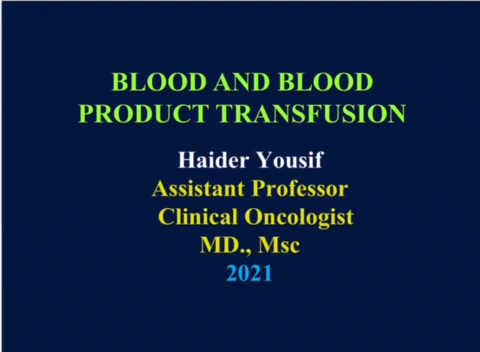 BLOOD AND BLOOD
PRODUCT TRANSFUSION
Haider Yousif
Assistant Professor
Clinical Oncologist
MD., Msc
2021